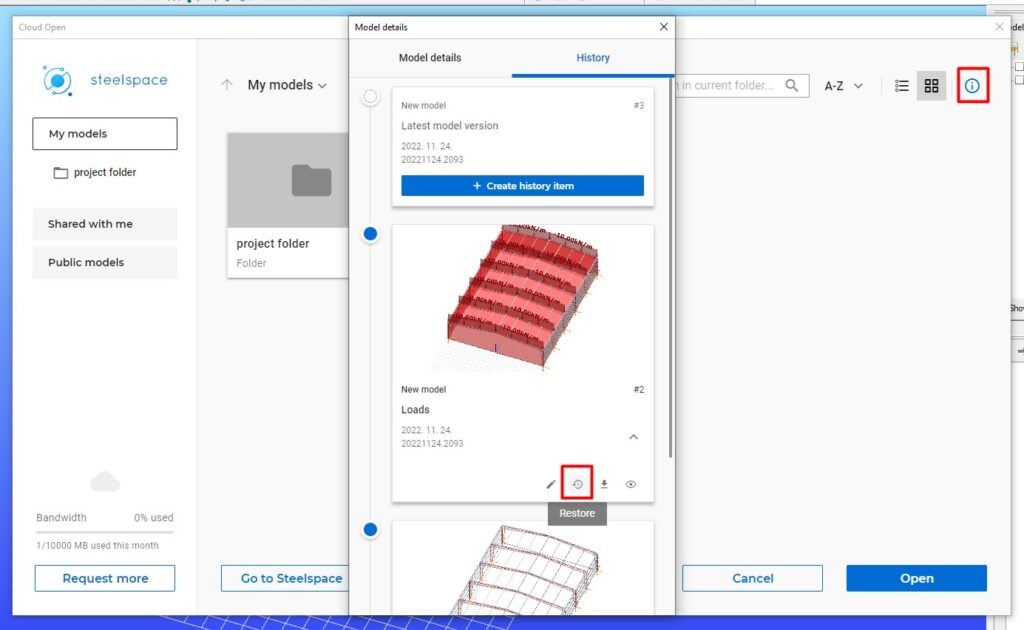 Cloud Open
steelspace
My models
project folder
Shared with me
Public models
Bandwidth
0% used
1/10000 MB used this month
Request more
My models
in current folder...
A-Z
project folder
Folder
Go to Steelspace
Cancel
Open
Model details
Model details
History
New model
#3
Latest model version
2022. 11. 24.
20221124.2093
+ Create history item
New model
#2
Loads
2022. 11. 24.
20221124.2093
Restore